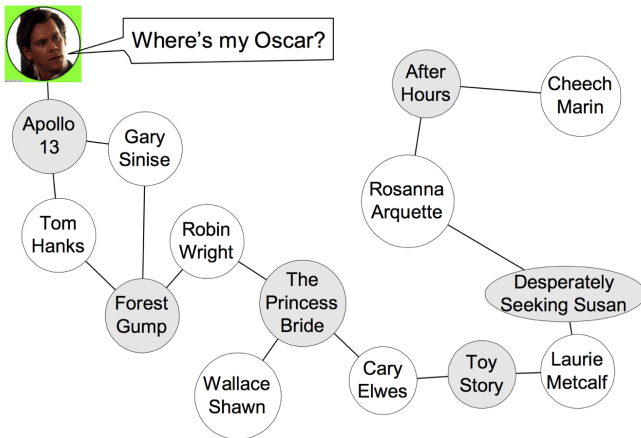 Where's my Oscar?
After
Hours
Cheech
Marin
Apollo
13
Gary
Sinise
Rosanna
Arquette
Tom
Hanks
Robin
Wright
The
Princess
Bride
Desperately
Seeking Susan
Forest
Gump
Wallace
Shawn
Cary
Elwes
Toy
Story
Laurie
Metcalf